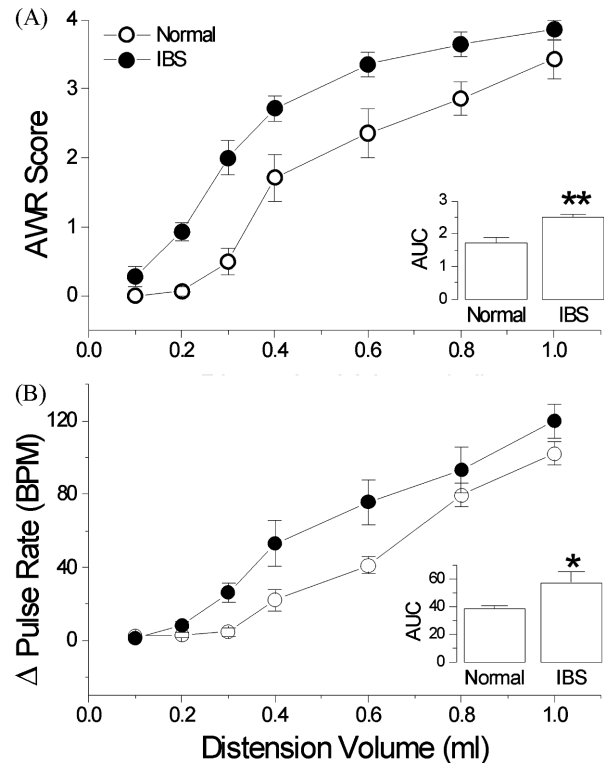 (A)
Normal
IBS
AWR Score
4
3
2
1
0
0.0 0.2 0.4 0.6 0.8 1.0
AUC
3
2
1
0
**
Normal IBS
(B)
Δ Pulse Rate (BPMI)
120
80
40
0
0.0 0.2 0.4 0.6 0.8 1.0
AUC
60
40
20
0
*
Normal IBS
Distension Volume (ml)